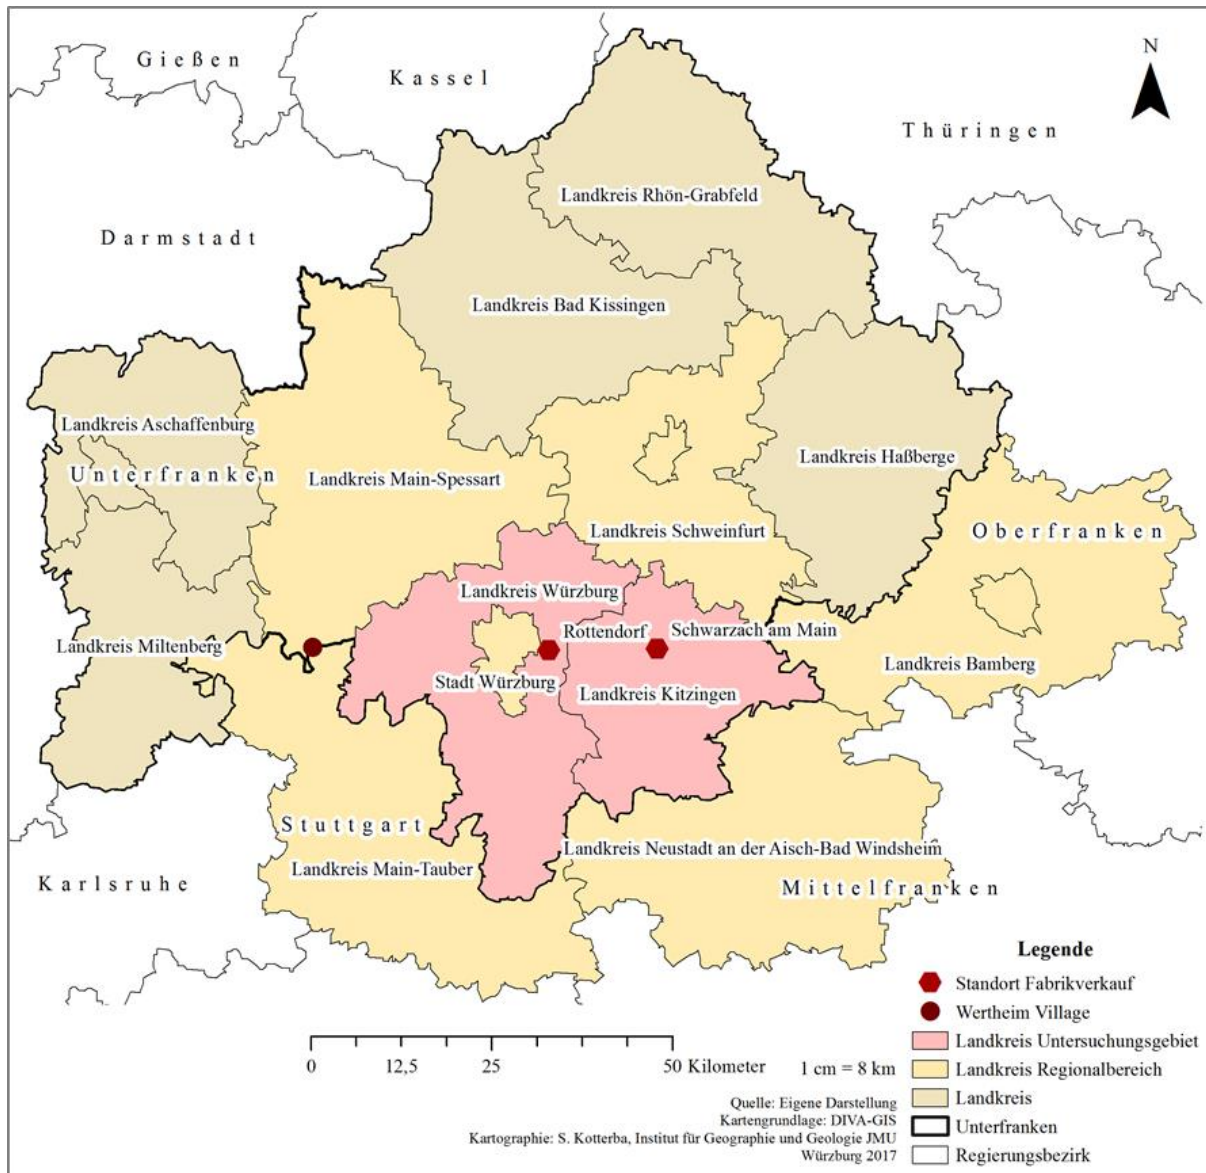 Gießen
Kassel
N
Thüringen
Landkreis Rhön-Grabfeld
Darmstadt
Landkreis Bad Kissingen
Landkreis Aschaffenburg
Unterfranken
Landkreis Main-Spessart
Landkreis Haßberge
Landkreis Schweinfurt
Oberfranken
Landkreis Würzburg
Rottendorf
Schwarzach am Main
Landkreis Miltenberg
Landkreis Bamberg
Stadt Würzburg
Landkreis Kitzingen
Stuttgart
Landkreis Neustadt an der Aisch-Bad Windsheim
Landkreis Main-Tauber
Karlsruhe
Mittelfranken
Legende
Standort Fabrikverkauf
Wertheim Village
Landkreis Untersuchungsgebiet
Landkreis Regionalbereich
Landkreis
Unterfranken
Regierungsbezirk
0 12,5 25 50 Kilometer
1 cm = 8 km
Quelle: Eigene Darstellung
Kartengrundlage: DIVA-GIS
Kartographie: S. Kotterba, Institut für Geographie und Geologie JMU
Würzburg 2017